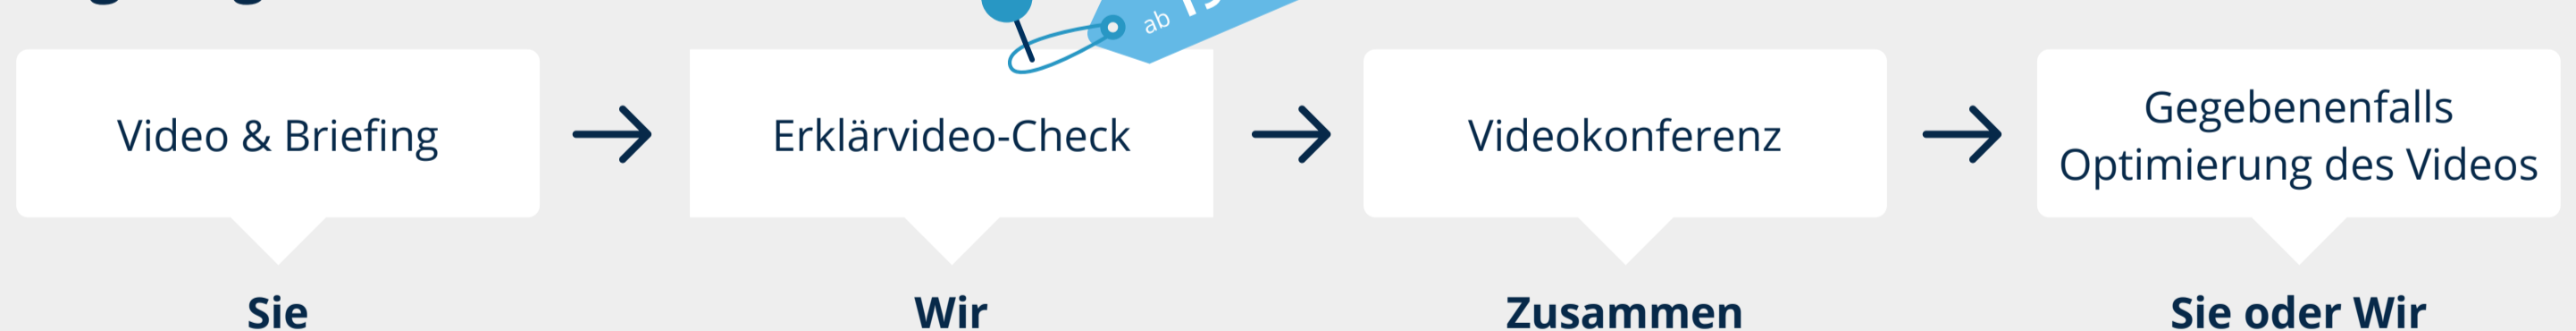 ab
Video & Briefing
Erklärvideo-Check
Videokonferenz
Gegebenenfalls
Optimierung des Videos
Sie
Wir
Zusammen
Sie oder Wir